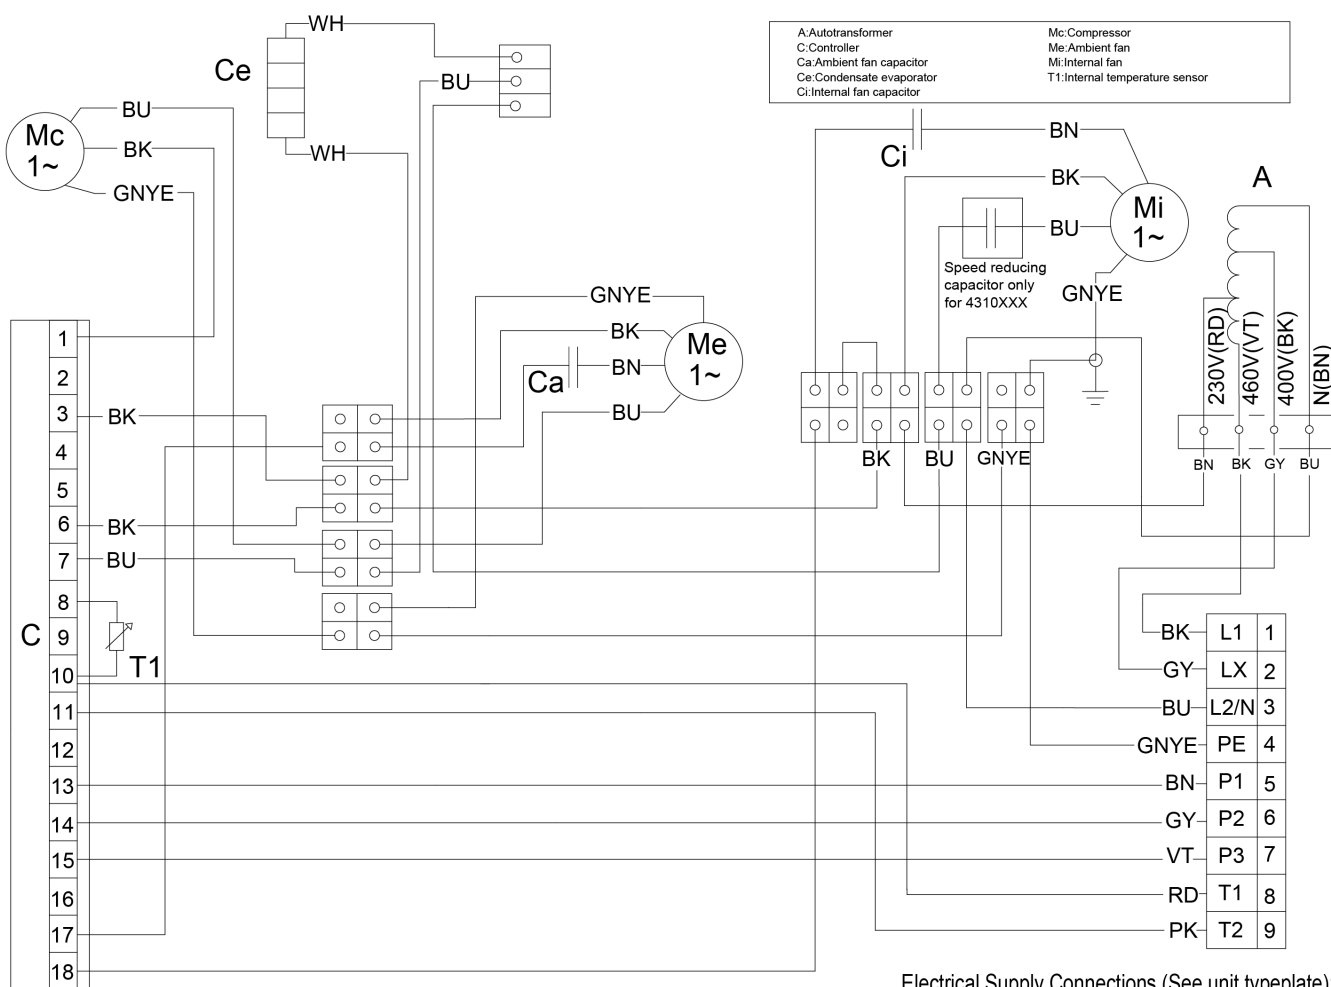 WH
Ce
BU
WH
BU
Mc
1~
BK
GNYE
A:Autotransformer
C:Controller
Ca:Ambient fan capacitor
Ce:Condensate evaporator
Ci:Internal fan capacitor
Mc:Compressor
Me:Ambient fan
Mi:Internal fan
T1:Internal temperature sensor
Ci
BN
BK
BU
Mi
1~
GNYE
Speed reducing
capacitor only
for 4310XXX
A
230V(RD)
460V(VT)
400V(BK)
N(BN)
BN
BK
GY
BU
GNYE
BK
Ca
BN
BU
Me
1~
BK
BU
GNYE
C
1
2
3
4
5
6
7
8
9
10
11
12
13
14
15
16
17
18
BK
BK
BU
T1
BK L1 1
GY LX 2
BU L2/N 3
GNYE PE 4
BN P1 5
GY P2 6
VT P3 7
RD T1 8
PK T2 9
Electrical Supply Connections (See unit typeplate)